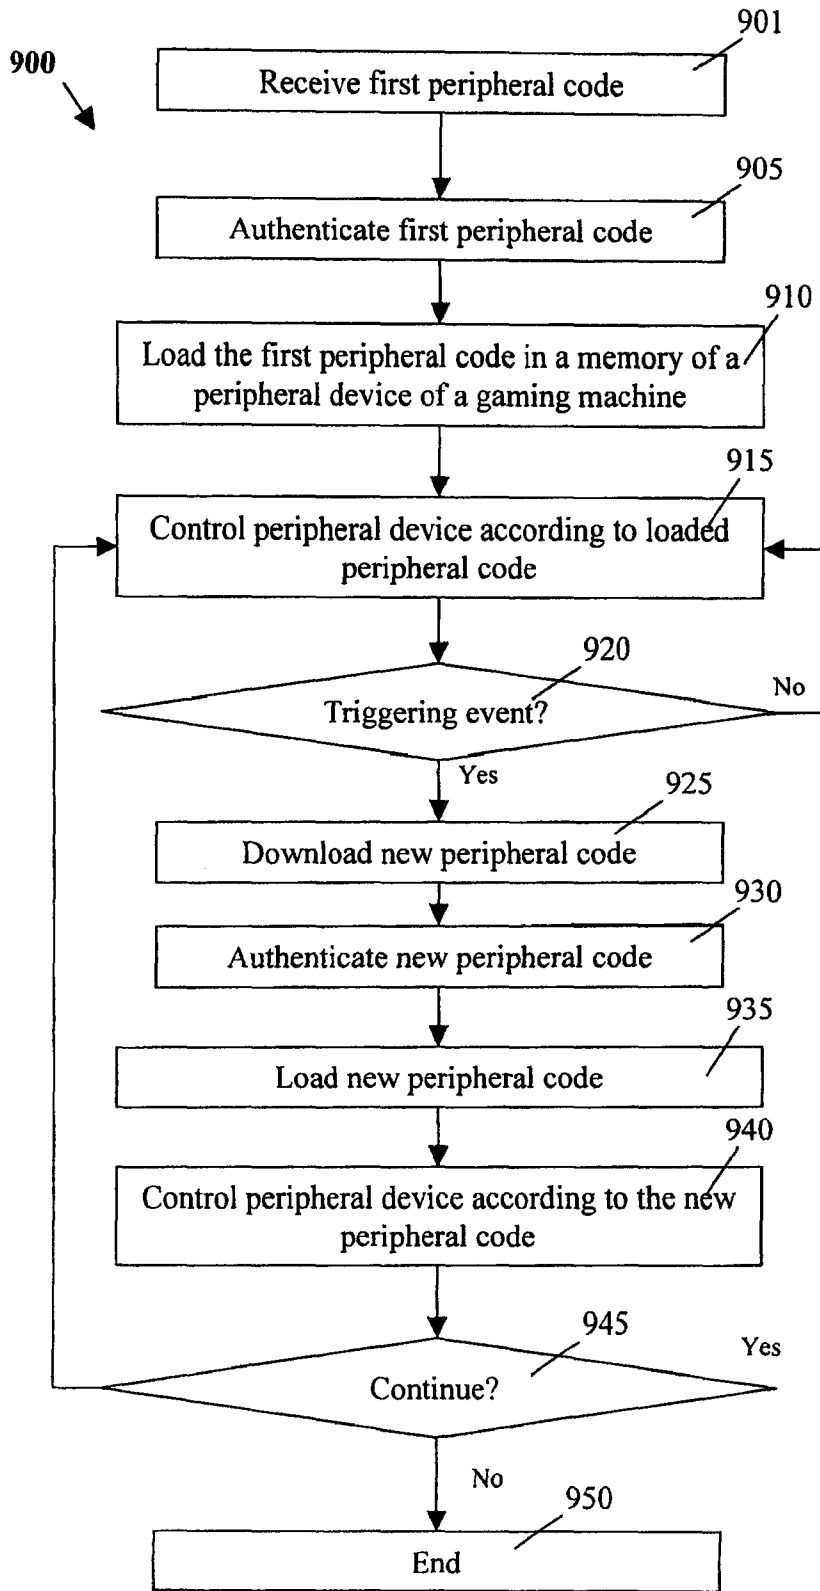 901
900
Receive first peripheral code
905
Authenticate first peripheral code
910
Load the first peripheral code in a memory of a
peripheral device of a gaming machine
915
Control peripheral device according to loaded
peripheral code
920
No
Triggering event?
Yes
925
Download new peripheral code
930
Authenticate new peripheral code
935
Load new peripheral code
940
Control peripheral device according to the new
peripheral code
945
Yes
Continue?
No
950
End